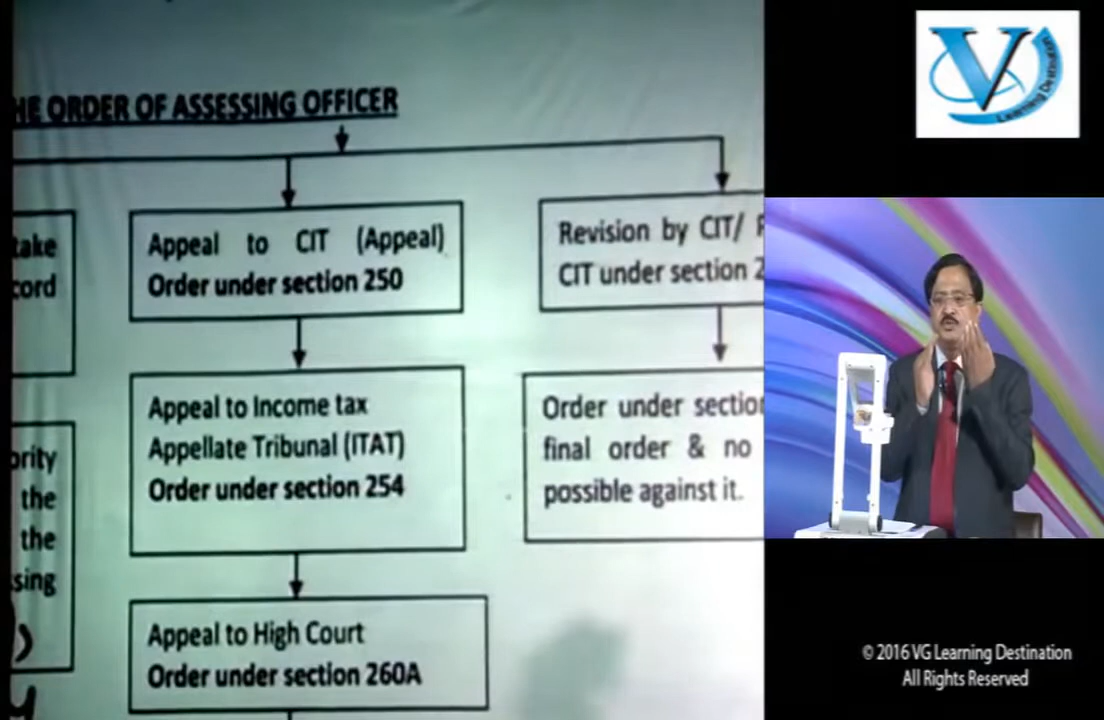 HE ORDER OF ASSESSING OFFICER
take
cord
Appeal to CIT (Appeal)
Order under section 250
Revision by CIT/
CIT under section 2
Appeal to Income tax
Appellate Tribunal (ITAT)
Order under section 254
Order under section
final order & no
possible against it.
ority
the
the
sing
)
Appeal to High Court
Order under section 260A
V
Learning Destination
© 2016 VG Learning Destination
All Rights Reserved